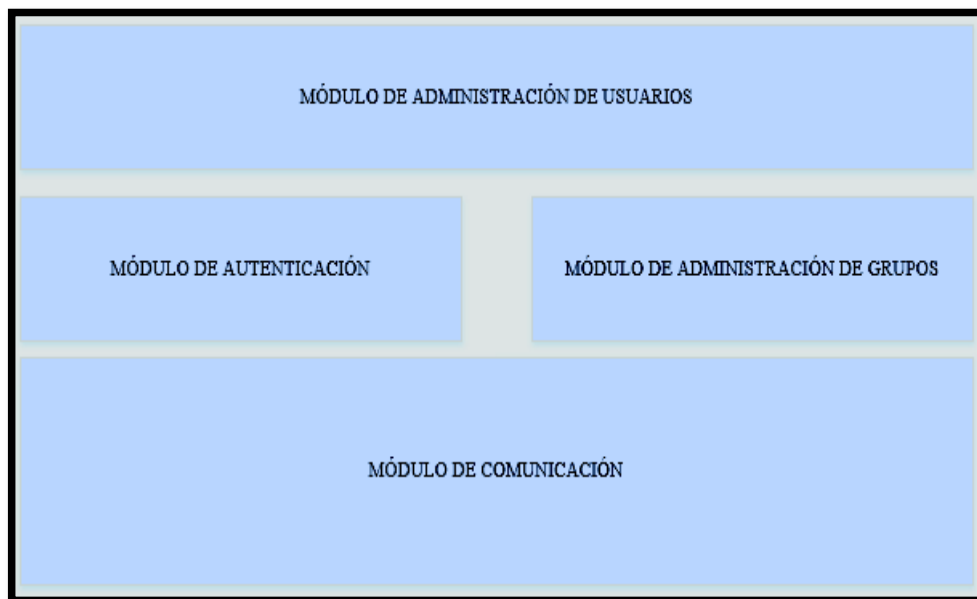 MÓDULO DE ADMINISTRACIÓN DE USUARIOS
MÓDULO DE AUTENTICACIÓN
MÓDULO DE ADMINISTRACIÓN DE GRUPOS
MÓDULO DE COMUNICACIÓN